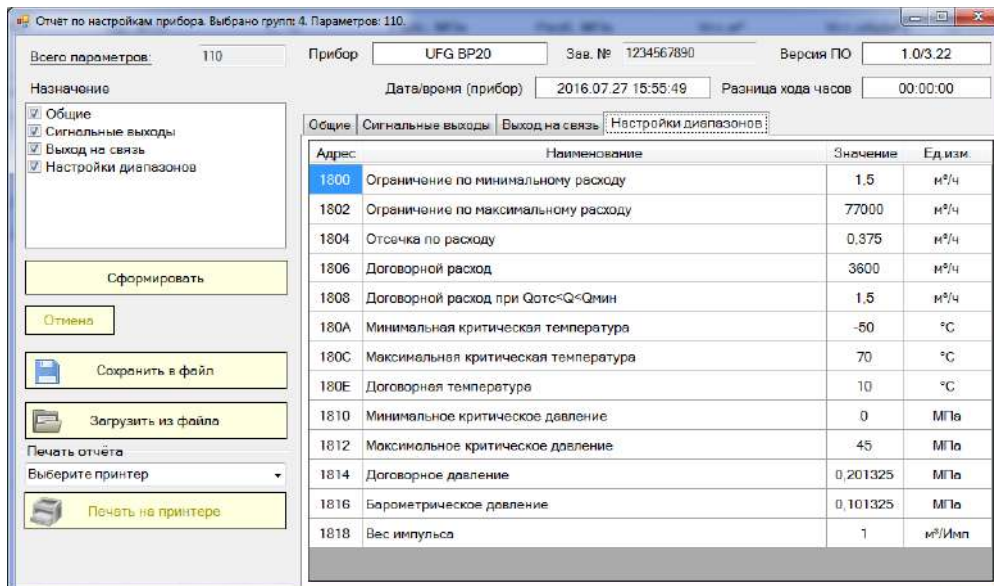 Отчёт по настройкам прибора. Выбрано групп: 4. Параметров: 110.
Всего параметров: 110
Прибор UFG BP20 Зав. № 1234567890 Версия ПО 1.0/3.22
Назначение
Дата/время (прибор) 2016.07.27 15:55:49 Разница хода часов 00:00:00
Общие
Сигнальные выходы
Выход на связь
Настройки диапазонов
Сформировать
Отмена
Сохранить в файл
Загрузить из файла
Печать отчёта
Выберите принтер
Печать на принтере
Общие Сигнальные выходы Выход на связь Настройки диапазонов
Адрес Наименование Значение Ед.изм.
1800 Ограничение по минимальному расходу 1,5 м³/ч
1802 Ограничение по максимальному расходу 77000 м³/ч
1804 Отсечка по расходу 0,375 м³/ч
1806 Договорной расход 3600 м³/ч
1808 Договорной расход при Qотс<Q<Qмин 1,5 м³/ч
180A Минимальная критическая температура -50 °C
180C Максимальная критическая температура 70 °C
180E Договорная температура 10 °C
1810 Минимальное критическое давление 0 МПа
1812 Максимальное критическое давление 45 МПа
1814 Договорное давление 0,201325 МПа
1816 Барометрическое давление 0,101325 МПа
1818 Вес импульса 1 м³/Имп